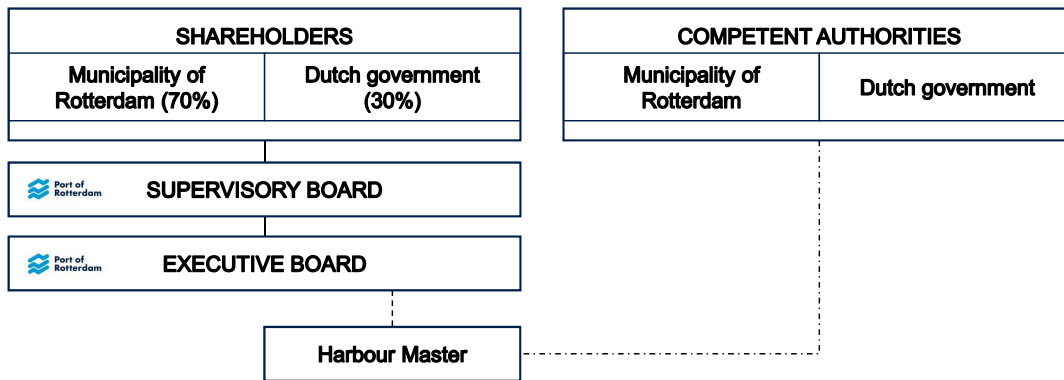 SHAREHOLDERS
Municipality of
Rotterdam (70%)
Dutch government
(30%)
COMPETENT AUTHORITIES
Municipality of
Rotterdam
Dutch government
Port of
Rotterdam
SUPERVISORY BOARD
Port of
Rotterdam
EXECUTIVE BOARD
Harbour Master